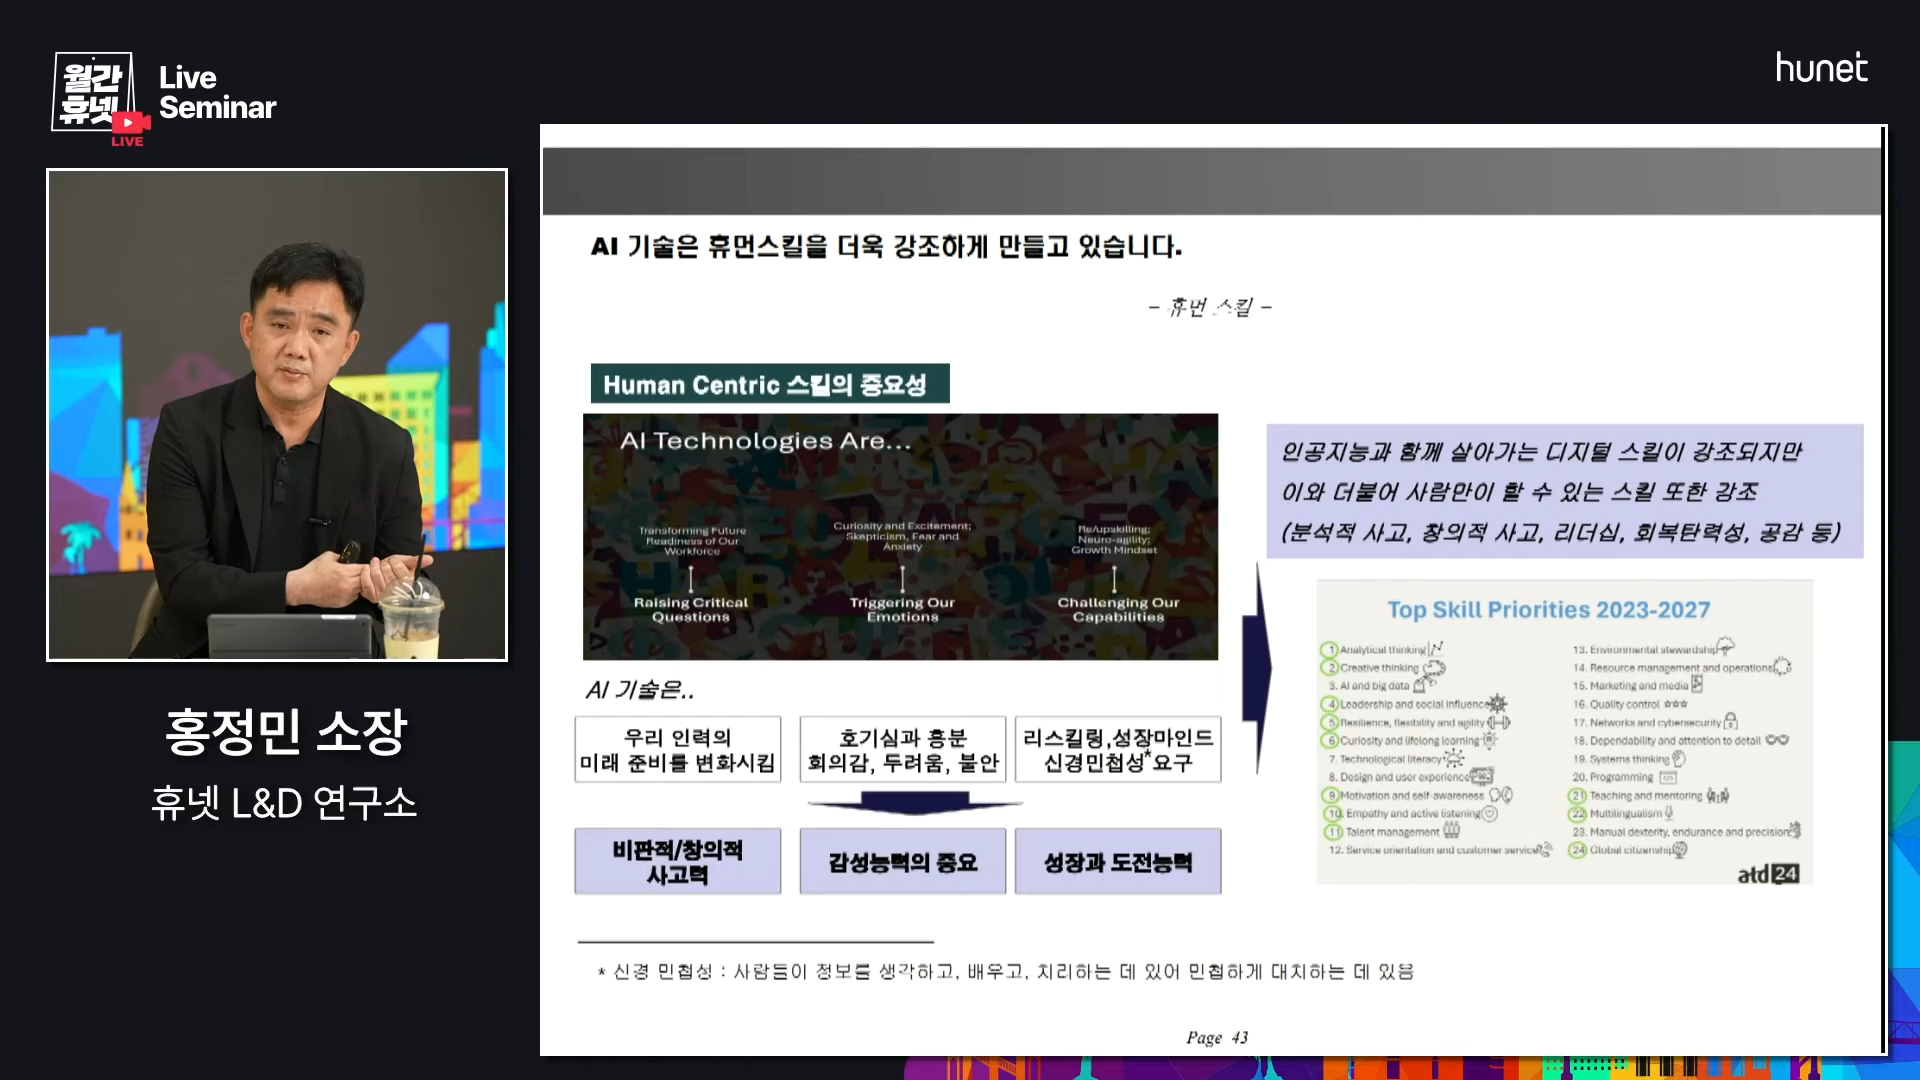 월간
휴넷
LIVE
Live
Seminar
hunet
홍정민 소장
휴넷 L&D 연구소
AI 기술은 휴먼스킬을 더욱 강조하게 만들고 있습니다.
- 휴먼 스킬 -
Human Centric 스킬의 중요성
AI Technologies Are...
Transforming Future
Readiness of Our
Workforce
Raising Critical
Questions
Curiosity and Excitement;
Skepticism, Fear and
Anxiety
Triggering Our
Emotions
Re/upskilling;
Neuro-agility;
Growth Mindset
Challenging Our
Capabilities
AI 기술은..
우리 인력의
미래 준비를 변화시킴
호기심과 흥분
회의감, 두려움, 불안
리스킬링,성장마인드
신경민첩성*요구
비판적/창의적
사고력
감성능력의 중요
성장과 도전능력
인공지능과 함께 살아가는 디지털 스킬이 강조되지만
이와 더불어 사람만이 할 수 있는 스킬 또한 강조
(분석적 사고, 창의적 사고, 리더십, 회복탄력성, 공감 등)
Top Skill Priorities 2023-2027
1 Analytical thinking
2 Creative thinking
3. AI and big data
4 Leadership and social influence
5 Resilience, flexibility and agility
6 Curiosity and lifelong learning
7. Technological literacy
8. Design and user experience
9 Motivation and self-awareness
10. Empathy and active listening
11 Talent management
12. Service orientation and customer service
13. Environmental stewardship
14. Resource management and operations
15. Marketing and media
16. Quality control
17. Networks and cybersecurity
18. Dependability and attention to detail
19. Systems thinking
20. Programming
21 Teaching and mentoring
22 Multilingualism
23. Manual dexterity, endurance and precision
24 Global citizenship
atd24
* 신경 민첩성 : 사람들이 정보를 생각하고, 배우고, 치리하는 데 있어 민첩하게 대치하는 데 있음
Page 43